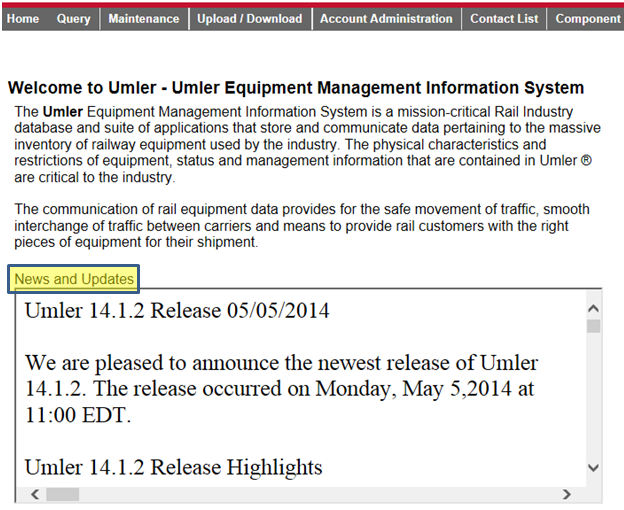 Home Query Maintenance Upload / Download Account Administration Contact List Component
Welcome to Umler - Umler Equipment Management Information System
The Umler Equipment Management Information System is a mission-critical Rail Industry
database and suite of applications that store and communicate data pertaining to the massive
inventory of railway equipment used by the industry. The physical characteristics and
restrictions of equipment, status and management information that are contained in Umler ®
are critical to the industry.
The communication of rail equipment data provides for the safe movement of traffic, smooth
interchange of traffic between carriers and means to provide rail customers with the right
pieces of equipment for their shipment.
News and Updates
Umler 14.1.2 Release 05/05/2014
We are pleased to announce the newest release of Umler
14.1.2. The release occurred on Monday, May 5,2014 at
11:00 EDT.
Umler 14.1.2 Release Highlights